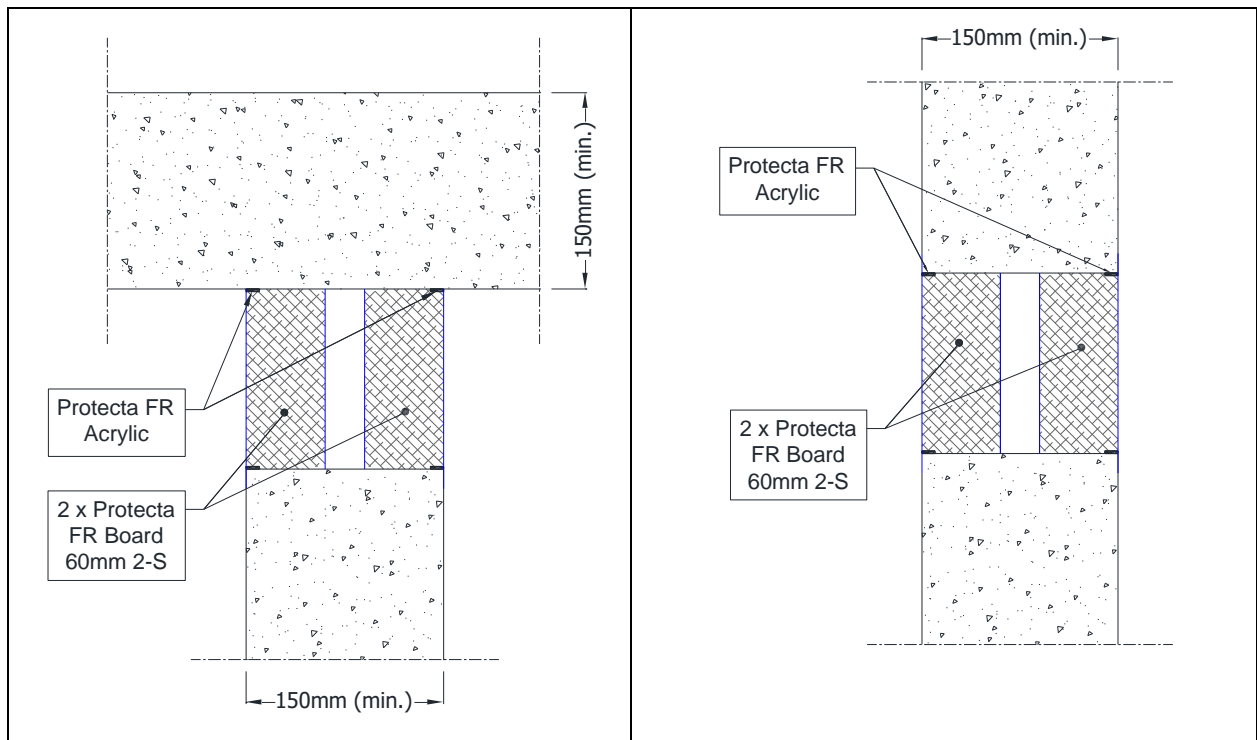 150mm (min.)
Protecta FR
Acrylic
2 x Protecta
FR Board
60mm 2-S
150mm (min.)
150mm (min.)
Protecta FR
Acrylic
2 x Protecta
FR Board
60mm 2-S